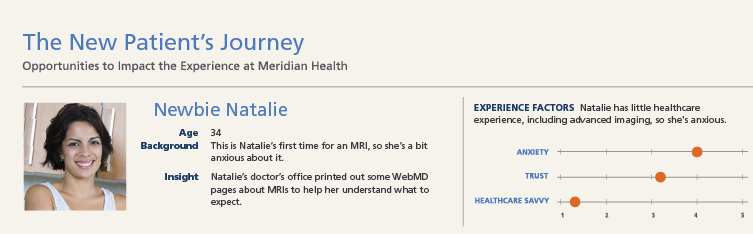 The New Patient’s Journey
Opportunities to Impact the Experience at Meridian Health
Newbie Natalie
Age 34
Background This is Natalie’s first time for an MRI, so she’s a bit
anxious about it.
Insight Natalie’s doctor’s office printed out some WebMD
pages about MRIs to help her understand what to
expect.
EXPERIENCE FACTORS Natalie has little healthcare
experience, including advanced imaging, so she's anxious.
ANXIETY
TRUST
HEALTHCARE SAVVY
1 2 3 4 5